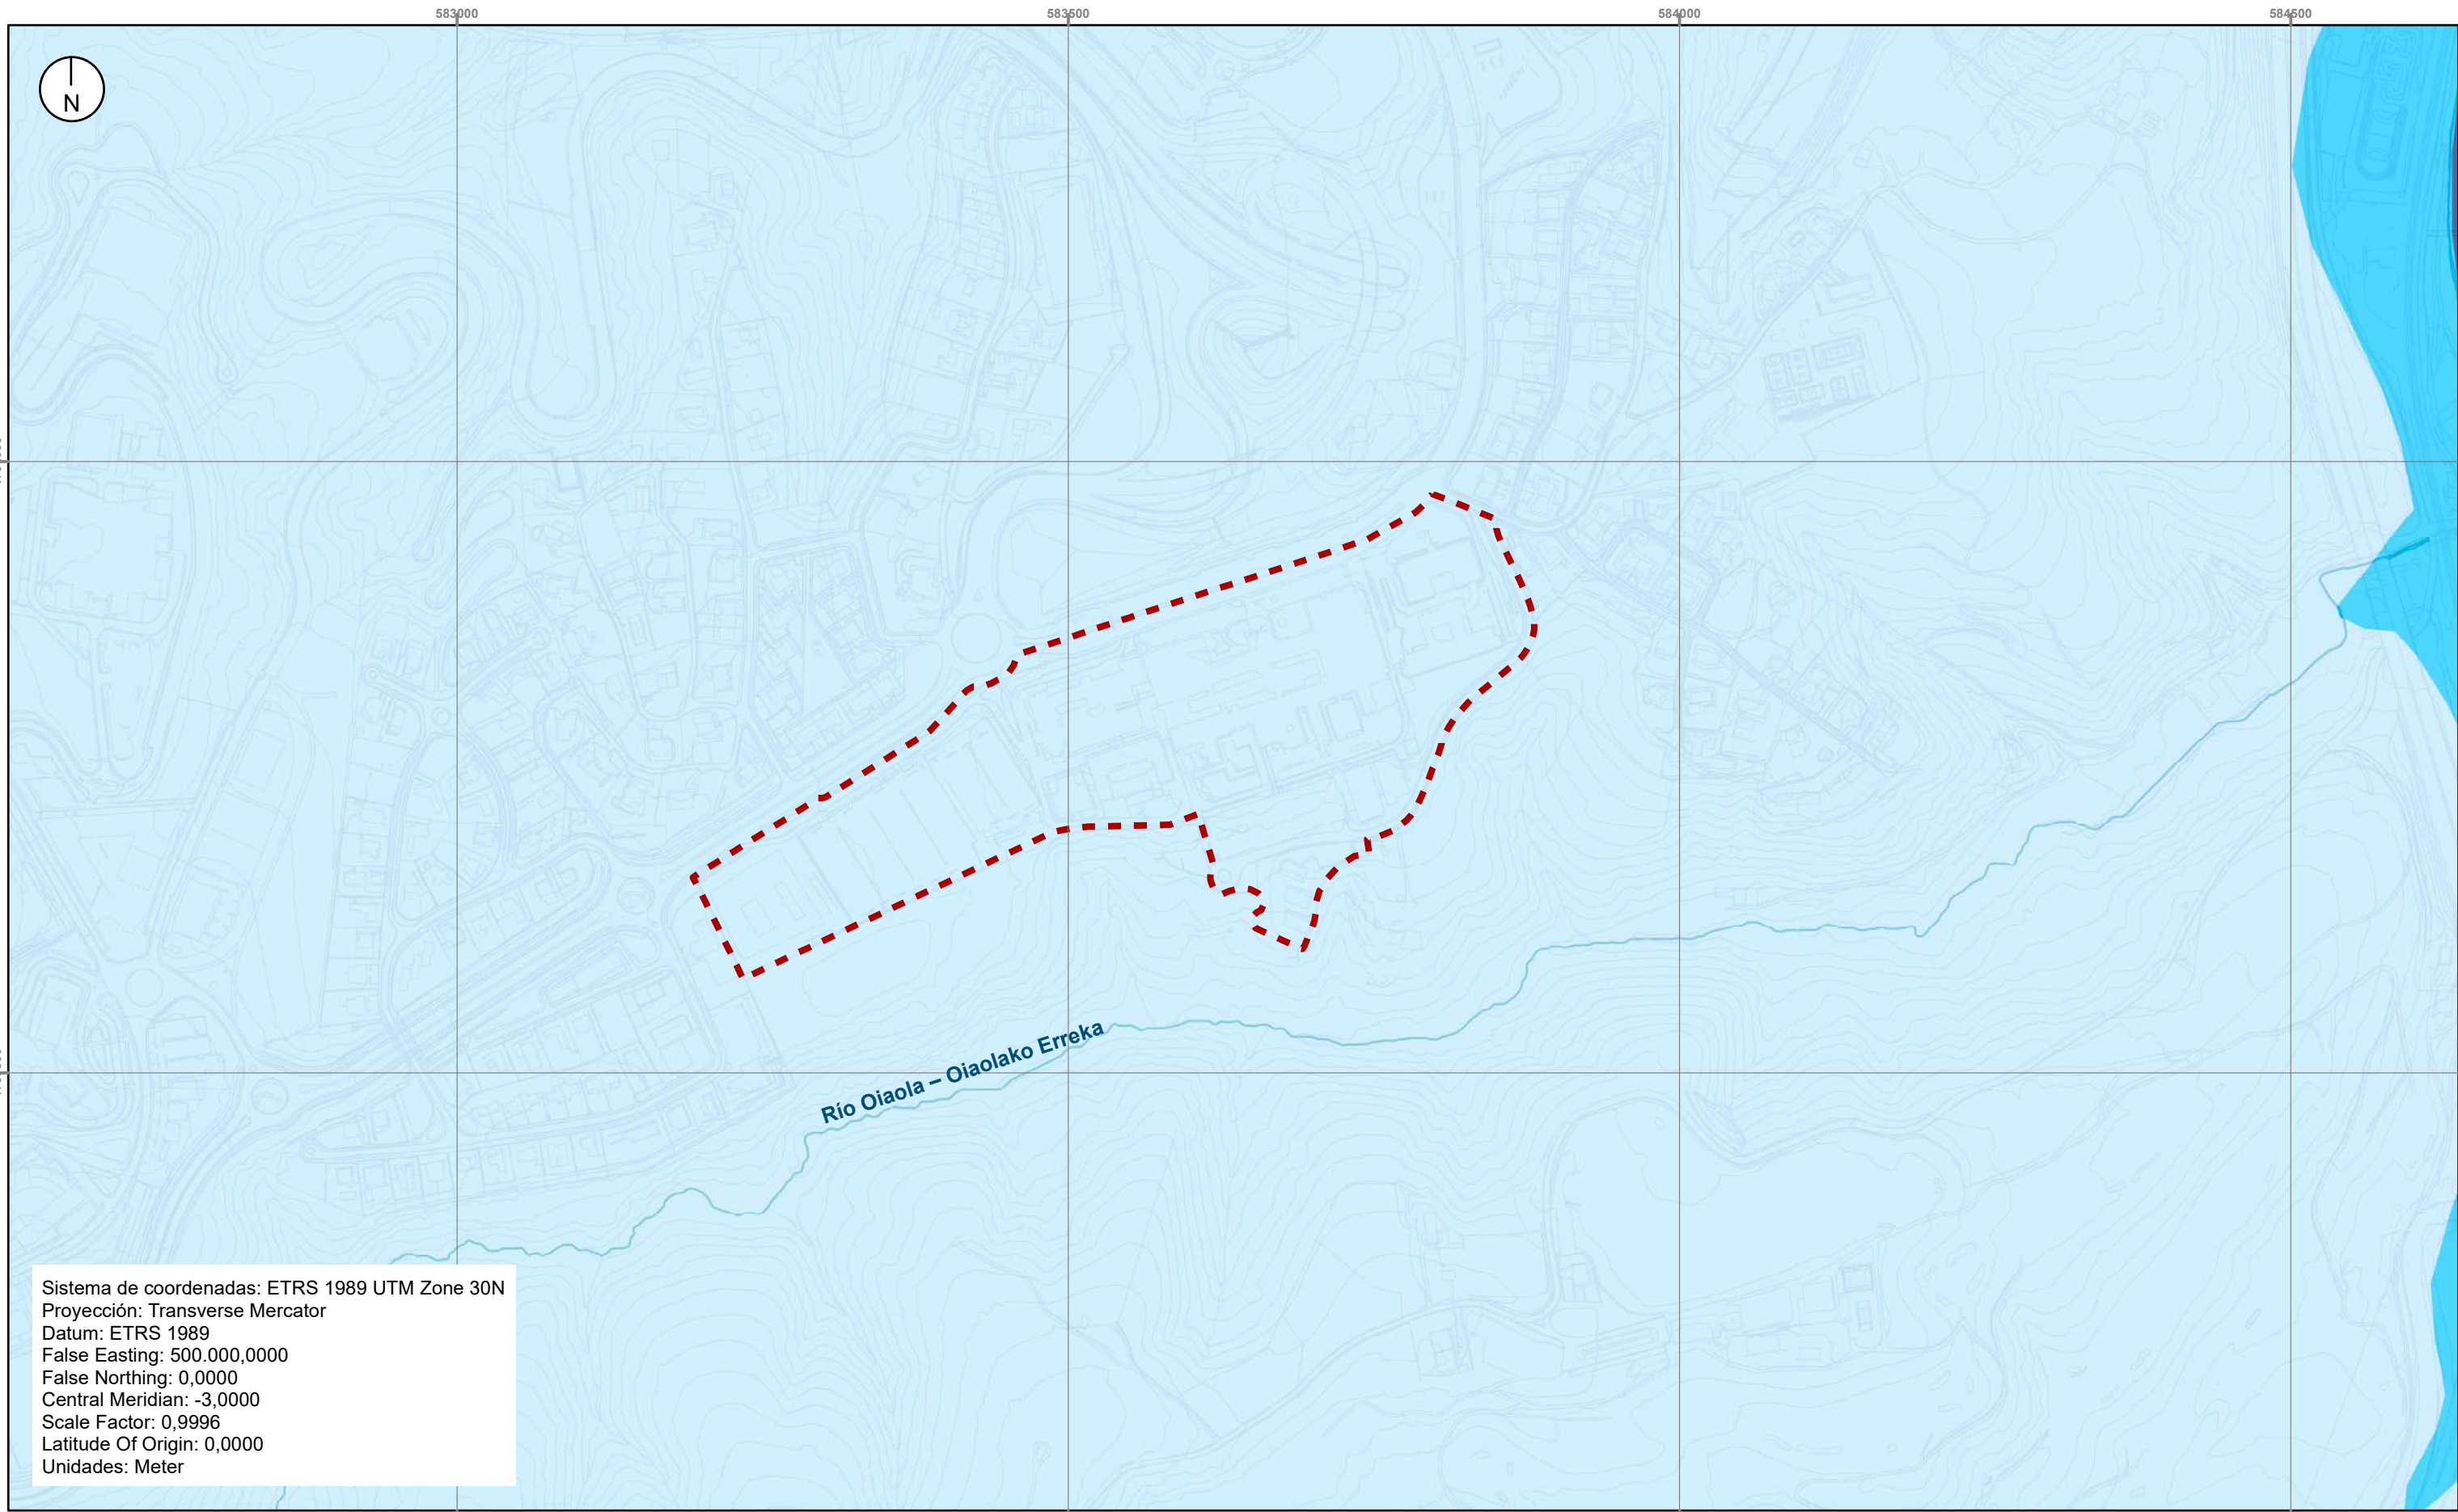 583000
583500
584000
584500
N
Río Oiaola – Oiaolako Erreka
Sistema de coordenadas: ETRS 1989 UTM Zone 30N
Proyección: Transverse Mercator
Datum: ETRS 1989
False Easting: 500.000,0000
False Northing: 0,0000
Central Meridian: -3,0000
Scale Factor: 0,9996
Latitude Of Origin: 0,0000
Unidades: Meter